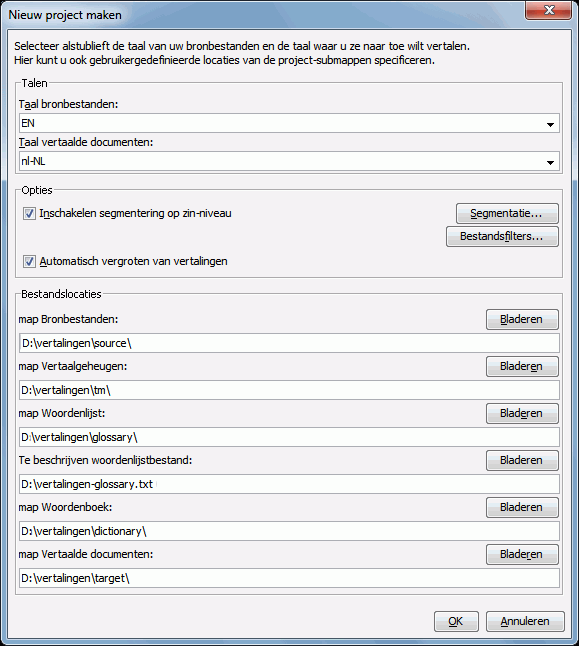 Nieuw project maken
Selecteer alstublieft de taal van uw bronbestanden en de taal waar u ze naar toe wilt vertalen.
Hier kunt u ook gebruikergedefinieerde locaties van de project-submappen specificeren.
Talen
Taal bronbestanden:
EN
Taal vertaalde documenten:
nl-NL
Opties
Inschakelen segmentering op zin-niveau
Segmentatie...
Bestandsfilters...
Automatisch vergroten van vertalingen
Bestandslocaties
map Bronbestanden:
Bladeren
D:\vertalingen\source\
map Vertaalgeheugen:
Bladeren
D:\vertalingen\tm\
map Woordenlijst:
Bladeren
D:\vertalingen\glossary\
Te beschrijven woordenlijstbestand:
Bladeren
D:\vertalingen-glossary.txt
map Woordenboek:
Bladeren
D:\vertalingen\dictionary\
map Vertaalde documenten:
Bladeren
D:\vertalingen\target\
OK
Annuleren